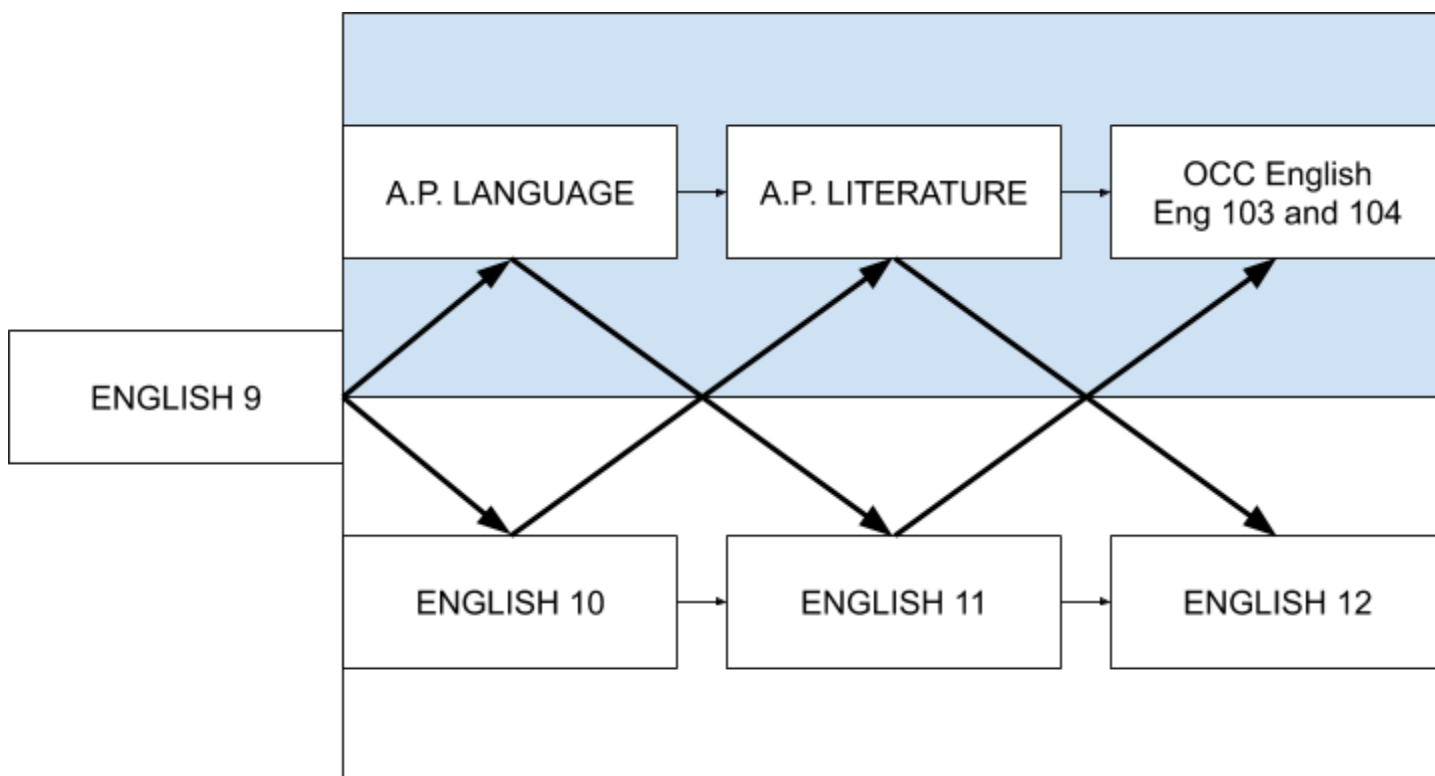 A.P. LANGUAGE
A.P. LITERATURE
OCC English
Eng 103 and 104
ENGLISH 9
ENGLISH 10
ENGLISH 11
ENGLISH 12